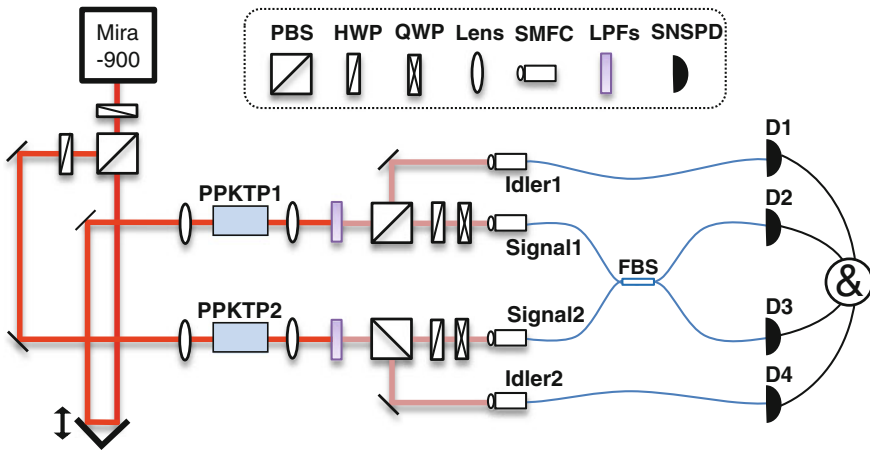 Mira
-900
PBS HWP QWP Lens SMFC LPFs SNSPD
D1
Idler1
PPKTP1
D2
Signal1
FBS
&
PPKTP2
Signal2
D3
Idler2
D4